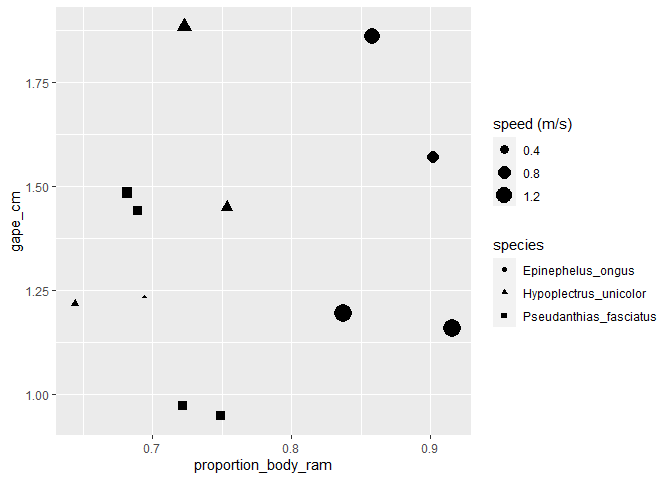 1.75
1.50
1.25
1.00
gape_cm
0.7
0.8
0.9
proportion_body_ram
speed (m/s)
0.4
0.8
1.2
species
Epinephelus_ongus
Hypoplectrus_unicolor
Pseudanthias_fasciatus